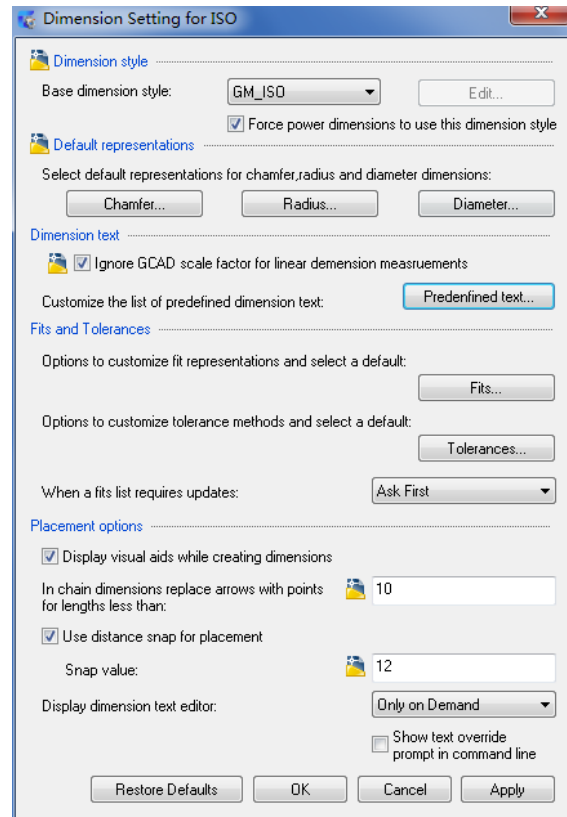 Dimension Setting for ISO
Dimension style
Base dimension style: GM_ISO Edit...
Force power dimensions to use this dimension style
Default representations
Select default representations for chamfer,radius and diameter dimensions:
Chamfer... Radius... Diameter...
Dimension text
Ignore GCAD scale factor for linear demension measruements
Customize the list of predefined dimension text: Predenfined text...
Fits and Tolerances
Options to customize fit representations and select a default:
Fits...
Options to customize tolerance methods and select a default:
Tolerances...
When a fits list requires updates: Ask First
Placement options
Display visual aids while creating dimensions
In chain dimensions replace arrows with points
for lengths less than: 10
Use distance snap for placement
Snap value: 12
Display dimension text editor: Only on Demand
Show text override
prompt in command line
Restore Defaults OK Cancel Apply